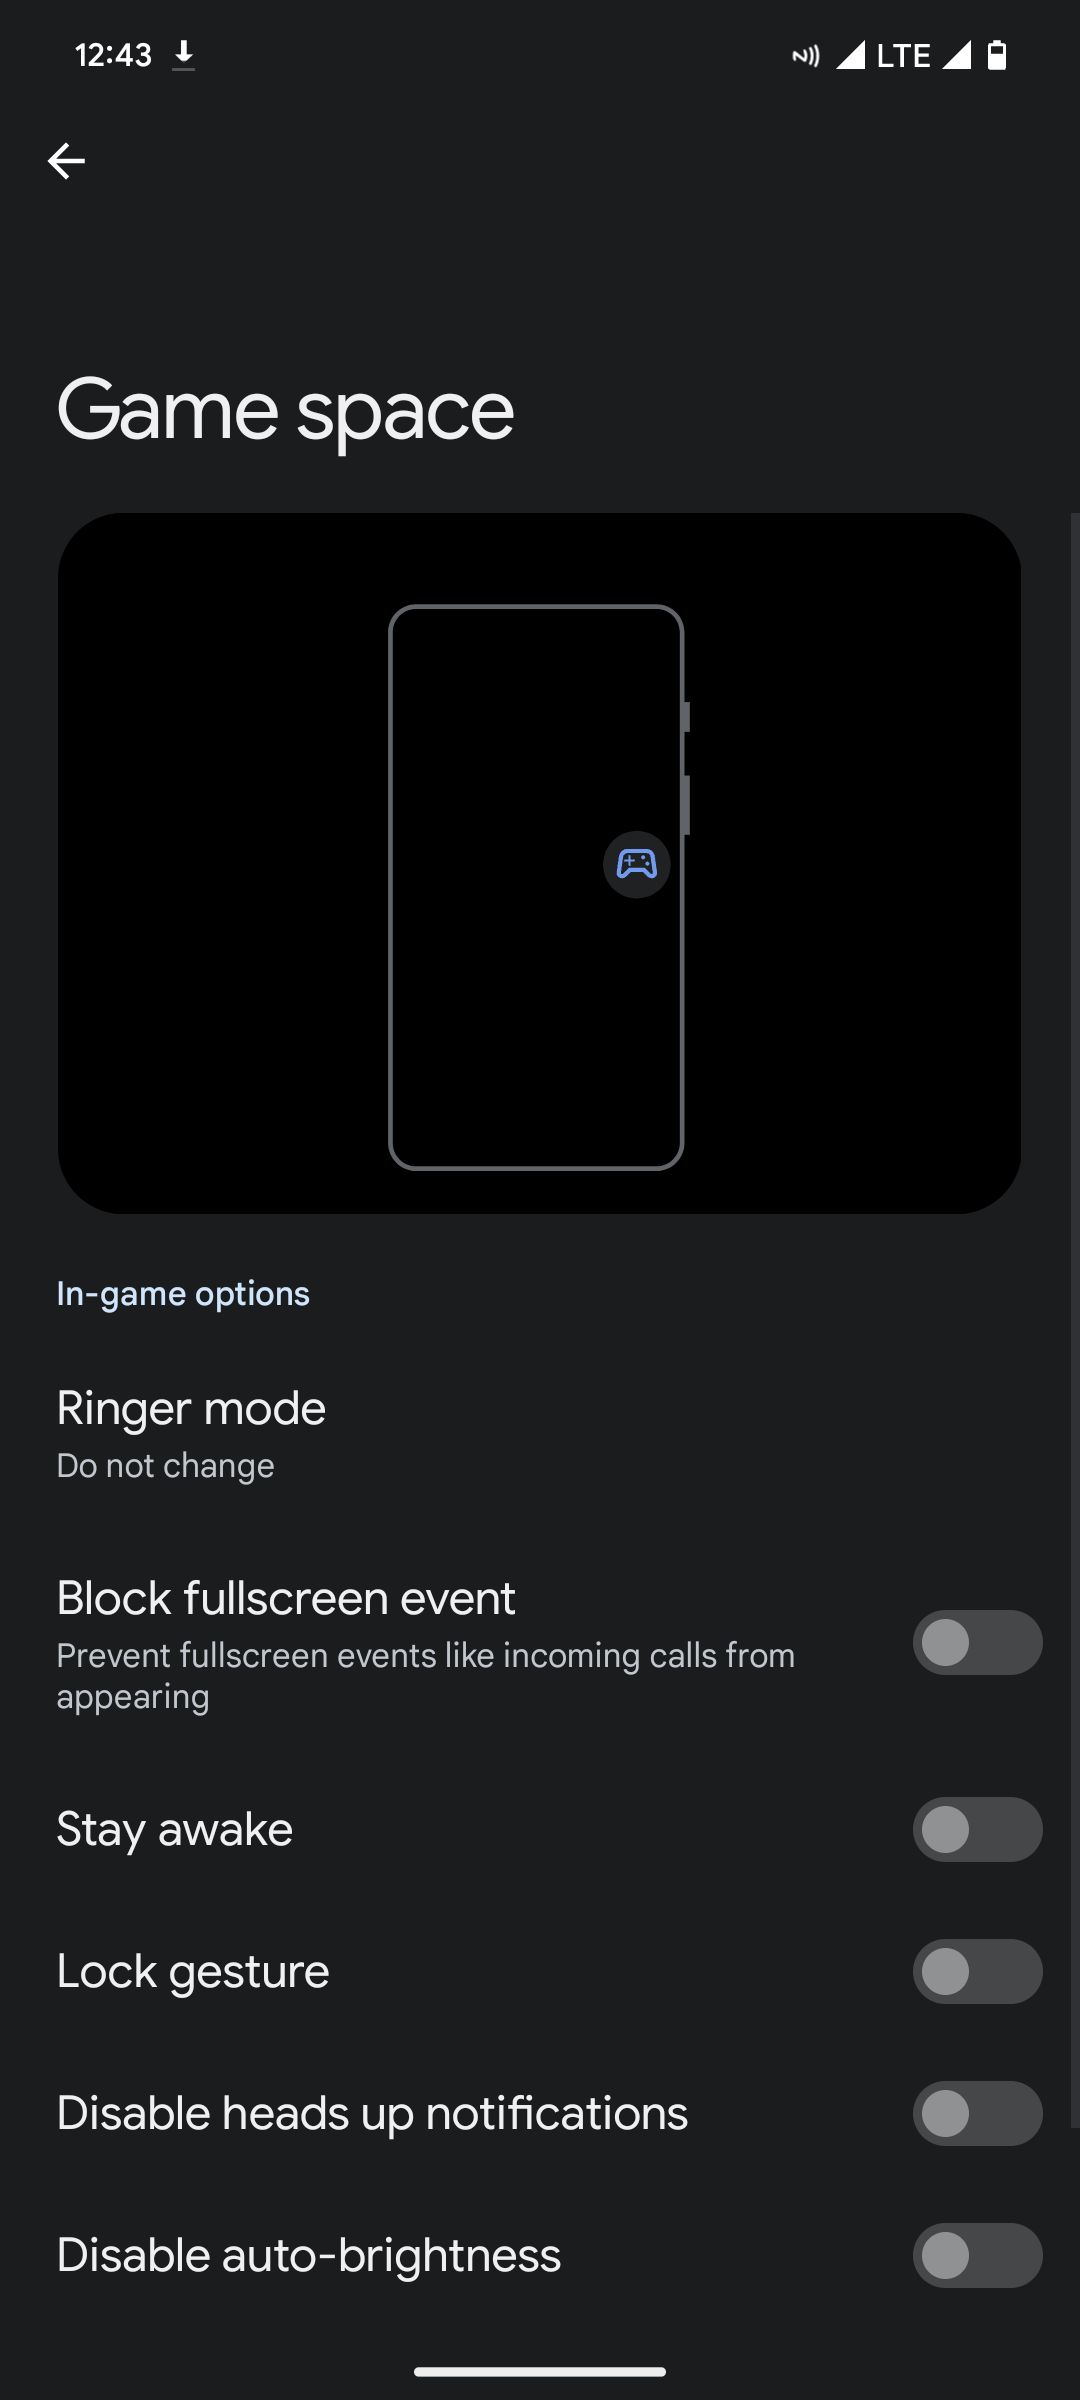 12:43
LTE
Game space
In-game options
Ringer mode
Do not change
Block fullscreen event
Prevent fullscreen events like incoming calls from
appearing
Stay awake
Lock gesture
Disable heads up notifications
Disable auto-brightness